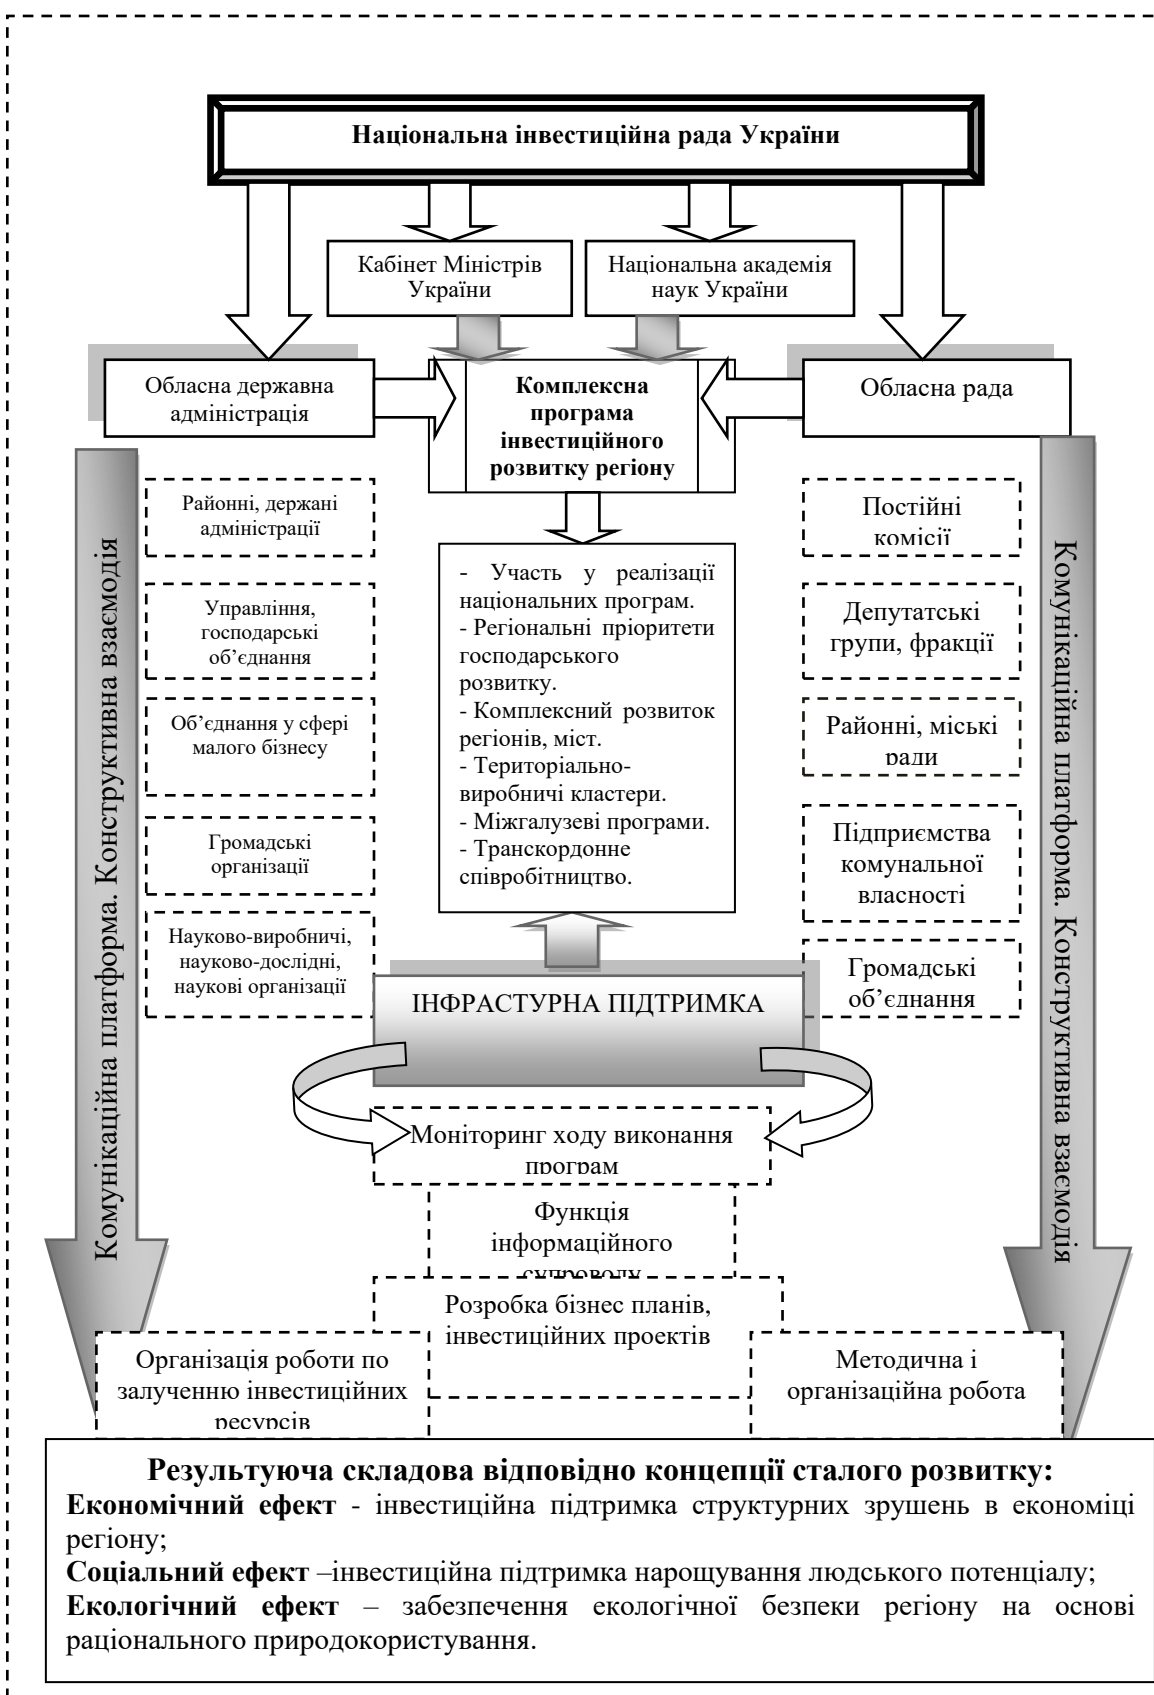 Національна інвестиційна рада України
Кабінет Міністрів
України
Національна академія
наук України
Обласна державна
адміністрація
Комплексна
програма
інвестиційного
розвитку регіону
Обласна рада
Комунікаційна платформа. Конструктивна взаємодія
Районні, держані
адміністрації
Управління,
господарські
об’єднання
Об’єднання у сфері
малого бізнесу
Громадські
організації
Науково-виробничі,
науково-дослідні,
наукові організації
- Участь у реалізації
національних програм.
- Регіональні пріоритети
господарського
розвитку.
- Комплексний розвиток
регіонів, міст.
- Територіально-
виробничі кластери.
- Міжгалузеві програми.
- Транскордонне
співробітництво.
Постійні
комісії
Депутатські
групи, фракції
Районні, міські
ради
Підприємства
комунальної
власності
Громадські
об’єднання
Комунікаційна платформа. Конструктивна взаємодія
ІНФРАСТУРНА ПІДТРИМКА
Моніторинг ходу виконання
програм
Функція
інформаційного
супроводу
Розробка бізнес планів,
інвестиційних проектів
Організація роботи по
залученню інвестиційних
ресурсів
Методична і
організаційна робота
Результуюча складова відповідно концепції сталого розвитку:
Економічний ефект - інвестиційна підтримка структурних зрушень в економіці
регіону;
Соціальний ефект –інвестиційна підтримка нарощування людського потенціалу;
Екологічний ефект – забезпечення екологічної безпеки регіону на основі
раціонального природокористування.